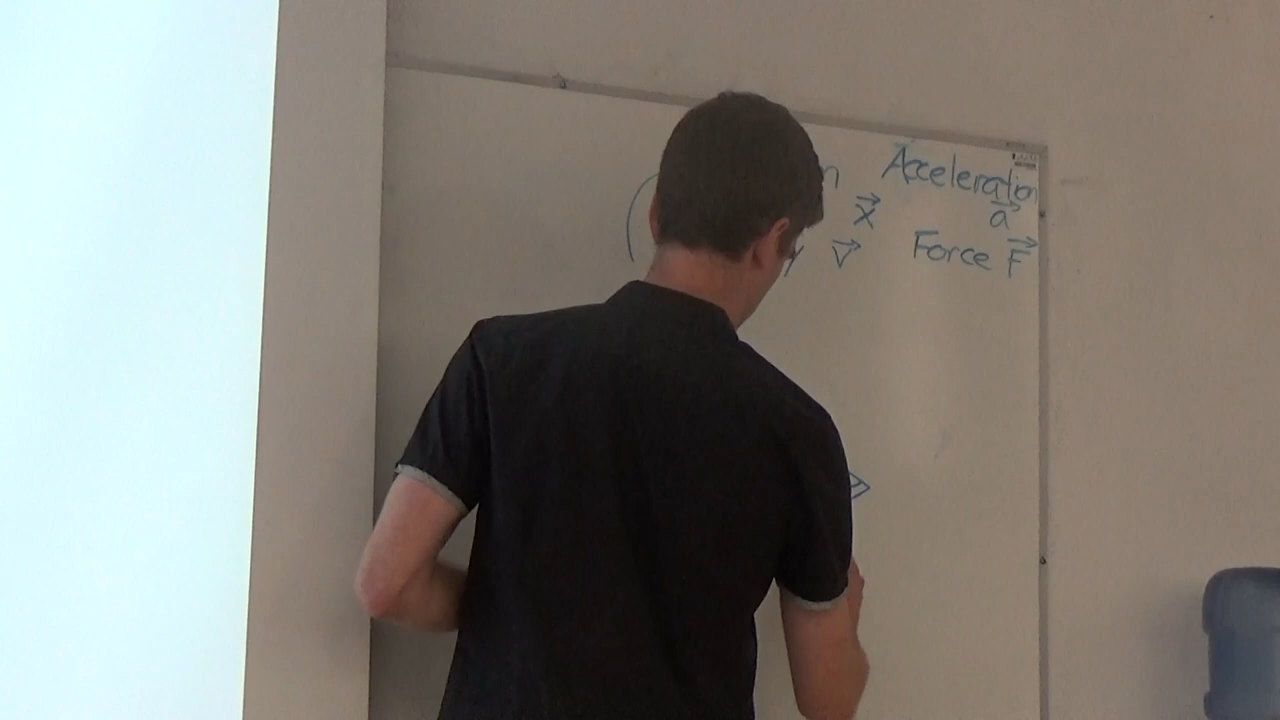 Acceleration
x⃗ a⃗
v⃗ Force F⃗